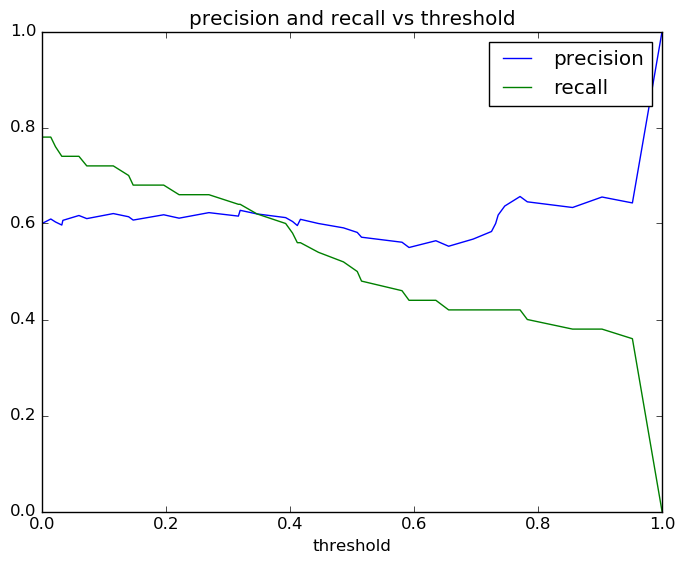 precision and recall vs threshold
1.0
precision
recall
0.8
0.6
0.4
0.2
0.0
0.0 0.2 0.4 0.6 0.8 1.0
threshold